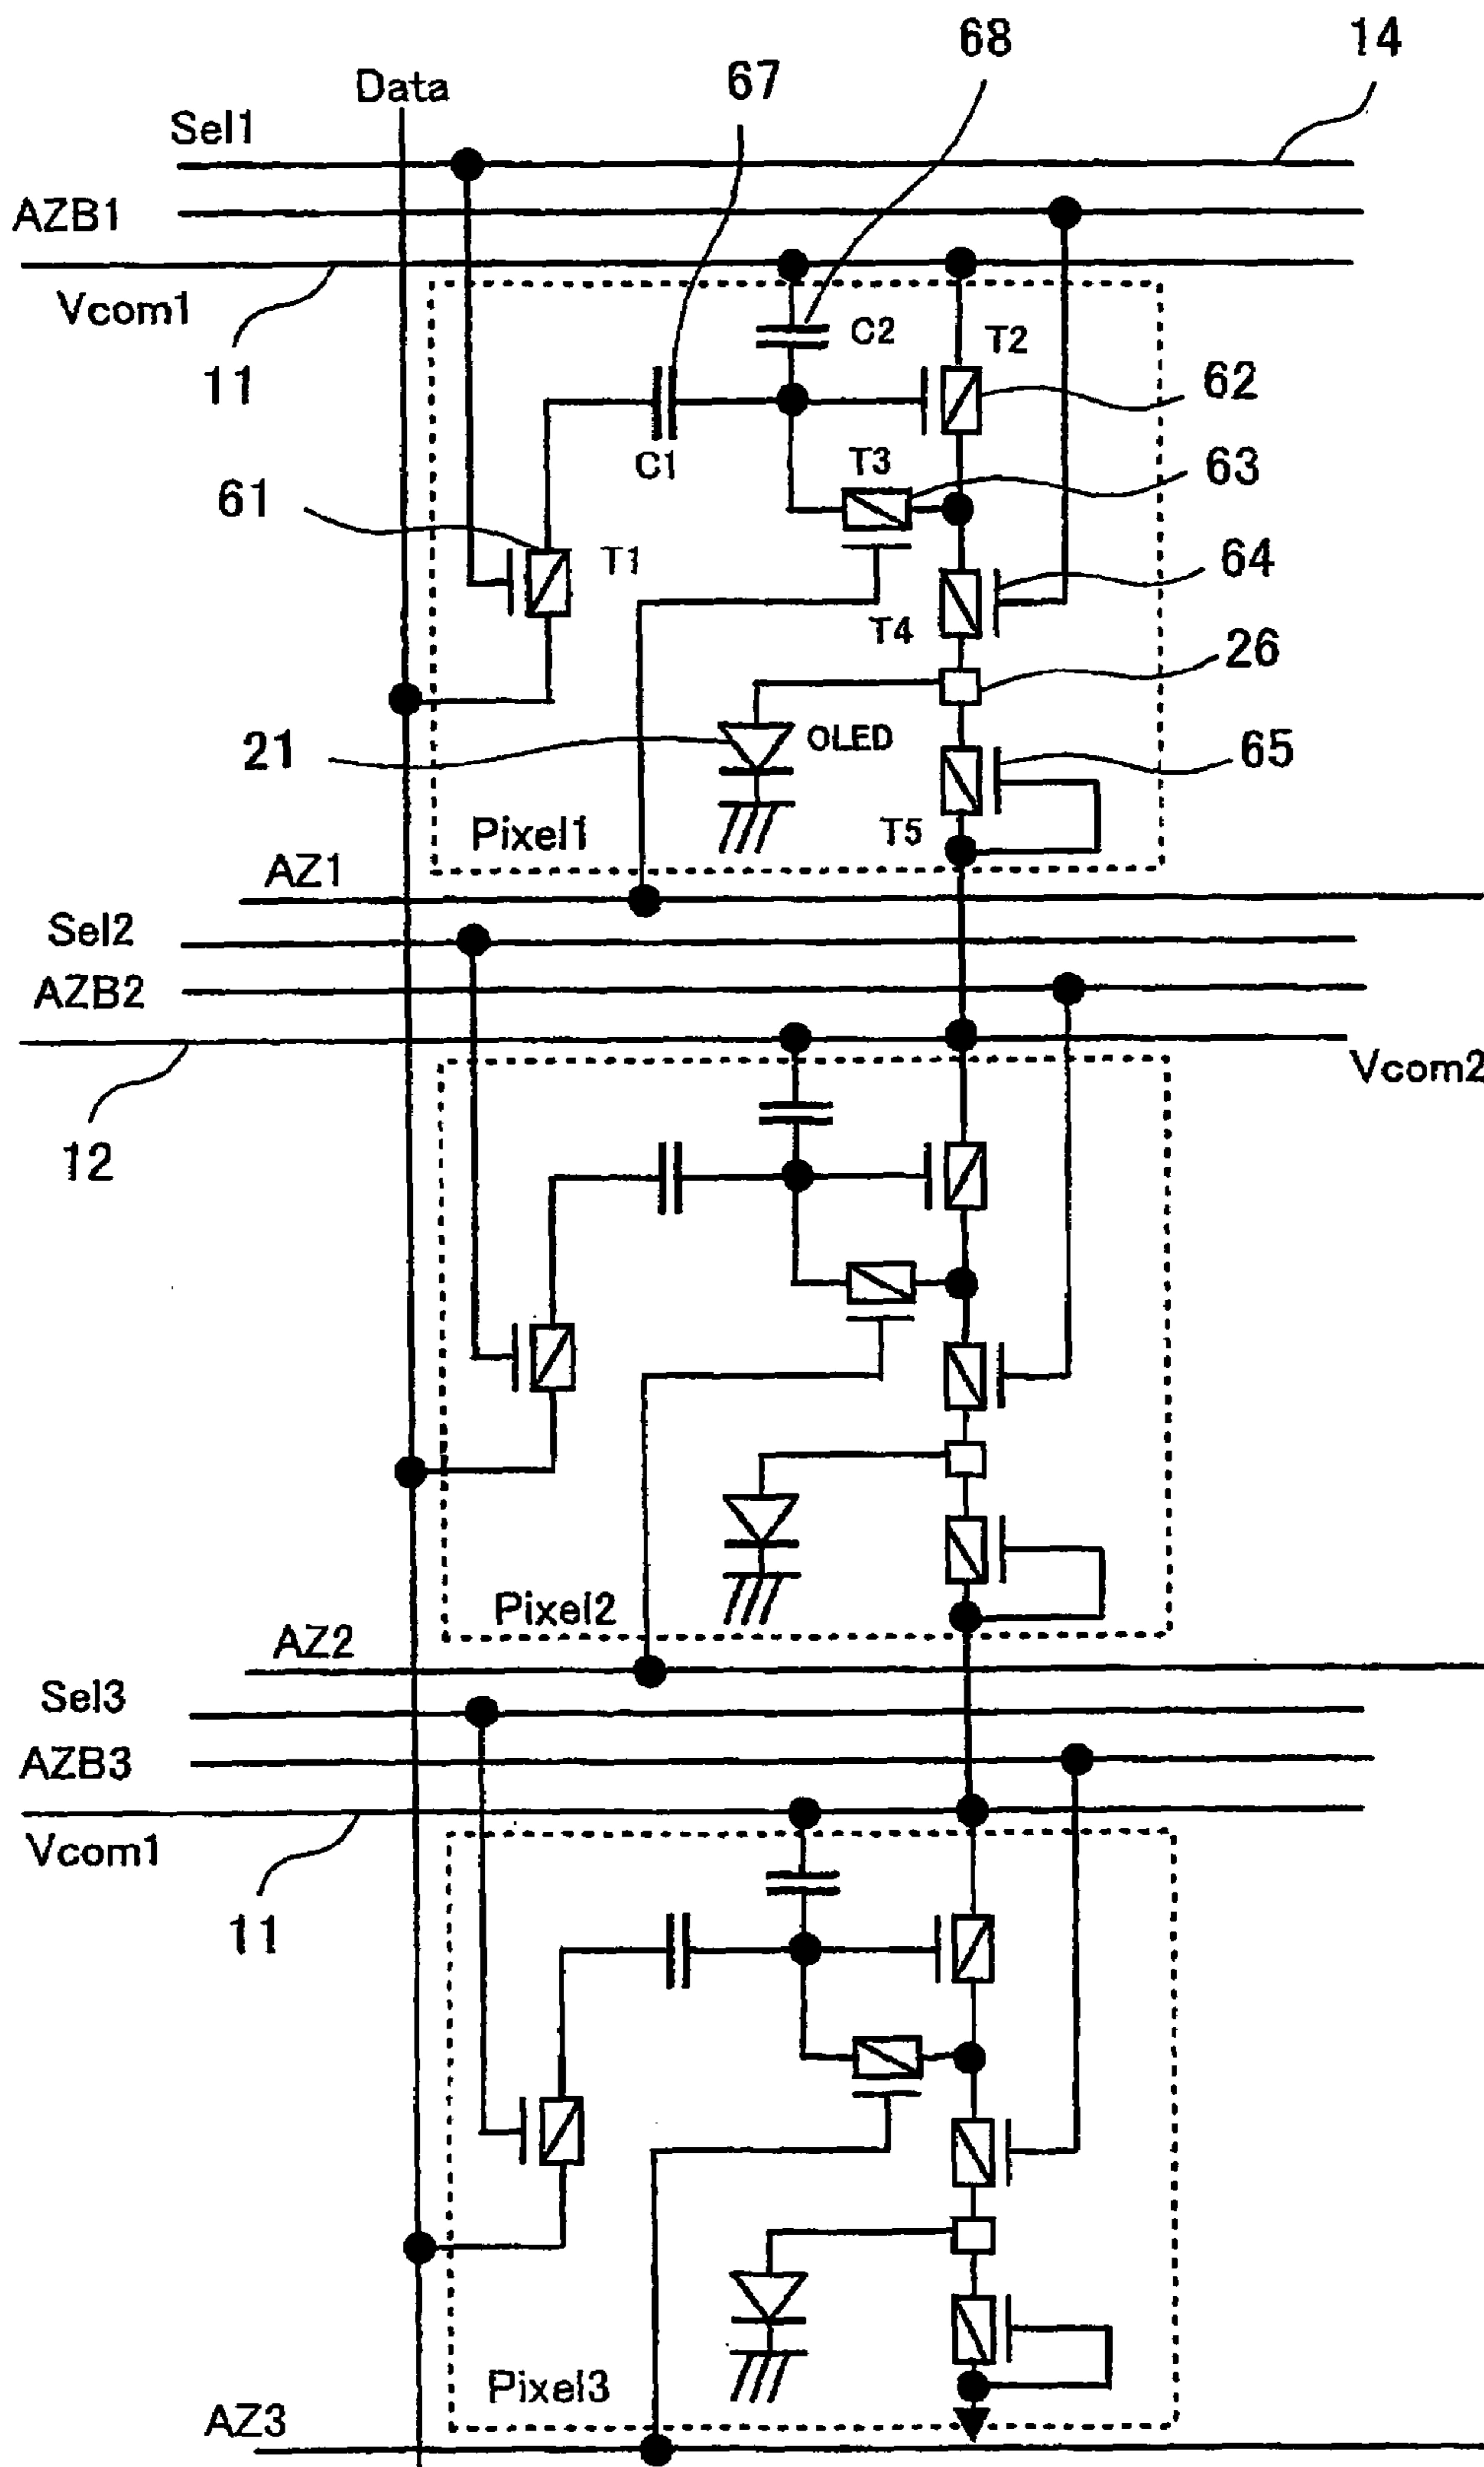 68
14
67
Data
Sel1
AZB1
Vcom1
C2
T2
11
62
C1
T3
63
61
T1
64
T4
26
21
OLED
65
Pixel1
T5
AZ1
Sel2
AZB2
Vcom2
12
Pixel2
AZ2
Sel3
AZB3
Vcom1
11
Pixel3
AZ3